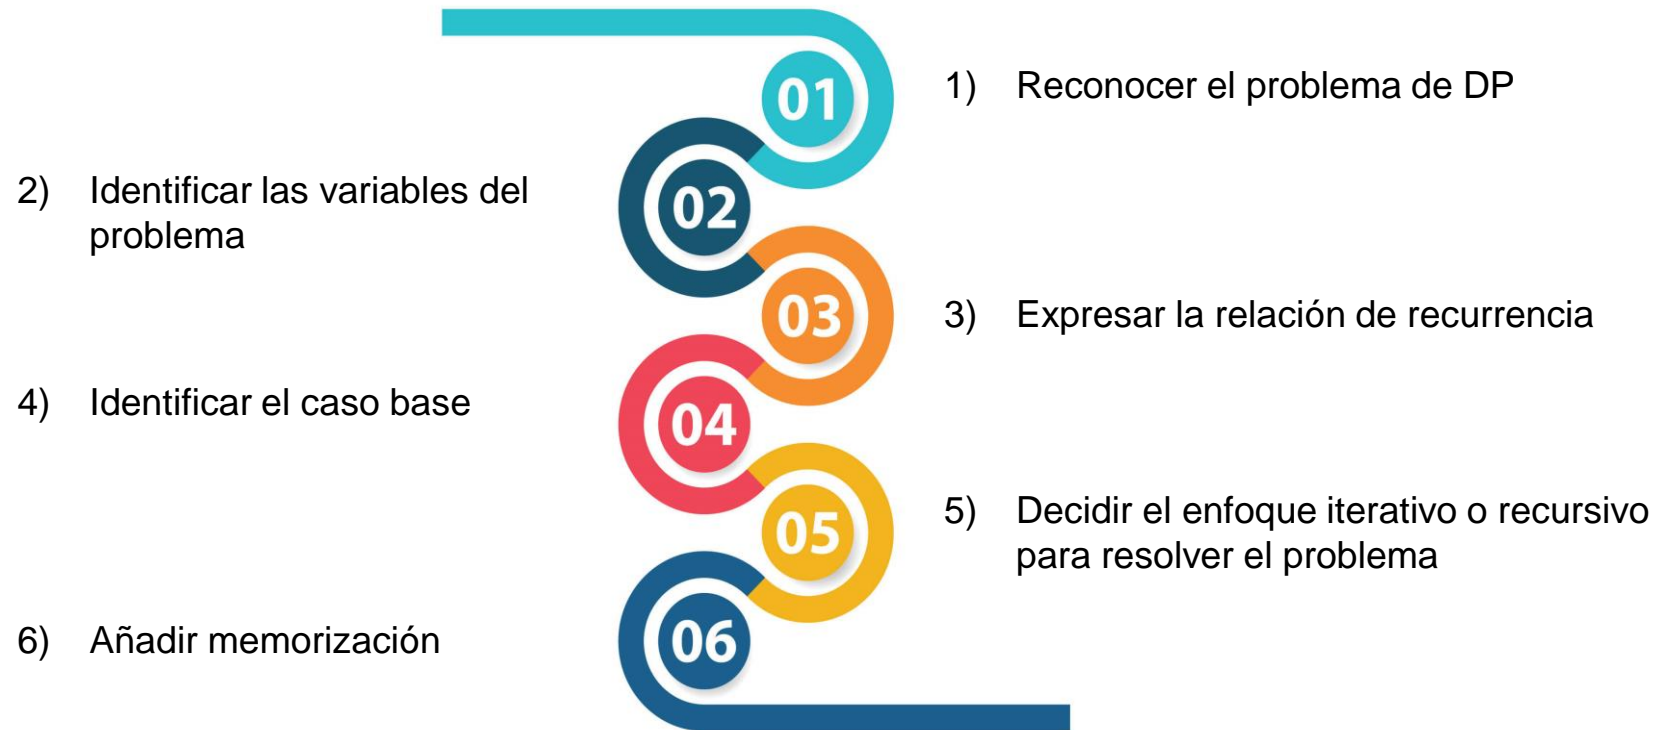 01
1) Reconocer el problema de DP
2) Identificar las variables del
problema
02
03
3) Expresar la relación de recurrencia
4) Identificar el caso base
04
05
5) Decidir el enfoque iterativo o recursivo
para resolver el problema
6) Añadir memorización
06